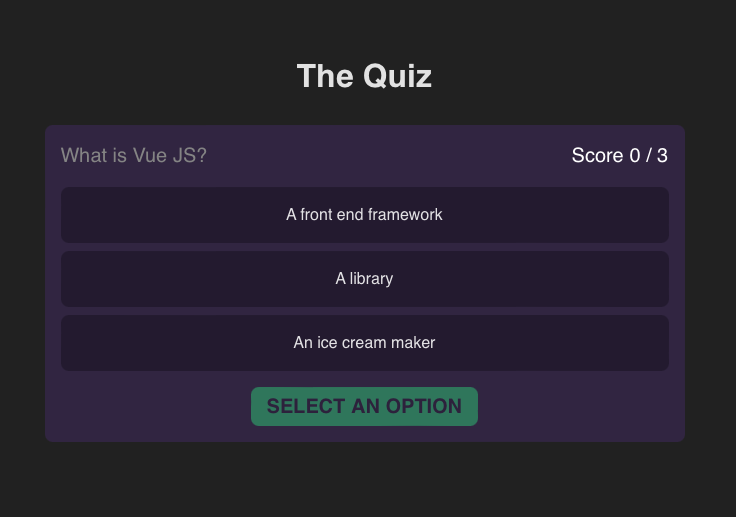 The Quiz
What is Vue JS? Score 0 / 3
A front end framework
A library
An ice cream maker
SELECT AN OPTION